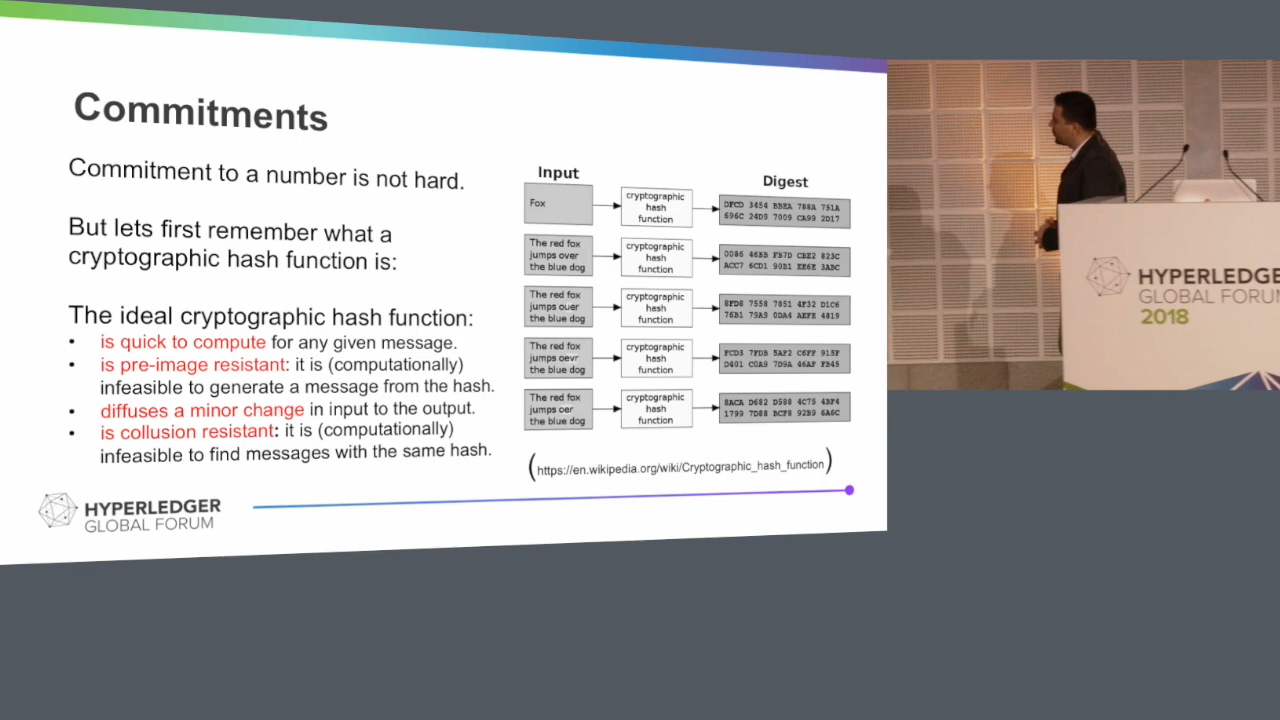 Commitments
Commitment to a number is not hard.
But lets first remember what a
cryptographic hash function is:
The ideal cryptographic hash function:
• is quick to compute for any given message.
• is pre-image resistant: it is (computationally)
infeasible to generate a message from the hash.
• diffuses a minor change in input to the output.
• is collusion resistant: it is (computationally)
infeasible to find messages with the same hash.
Input
Digest
Fox
cryptographic
hash
function
DFCD 3454 BBEA 788A 751A
696C 24D9 7009 CA99 2D17
The red fox
jumps over
the blue dog
cryptographic
hash
function
0086 46BB FB7D CBE2 823C
ACC7 6CD1 90B1 EE6E 3ABC
The red fox
jumps ouer
the blue dog
cryptographic
hash
function
8FD8 7558 7851 4F32 D1C6
76B1 79A9 0DA4 AEFE 4819
The red fox
jumps oevr
the blue dog
cryptographic
hash
function
FCD3 7FDB 5AF2 C6FF 915F
D401 C0A9 7D9A 46AF FB45
The red fox
jumps oer
the blue dog
cryptographic
hash
function
8ACA D682 D588 4C75 4BF4
1799 7D88 BCF8 92B9 6A6C
(https://en.wikipedia.org/wiki/Cryptographic_hash_function)
HYPERLEDGER
GLOBAL FORUM
HYPERLEDGE
GLOBAL FORUM
2018